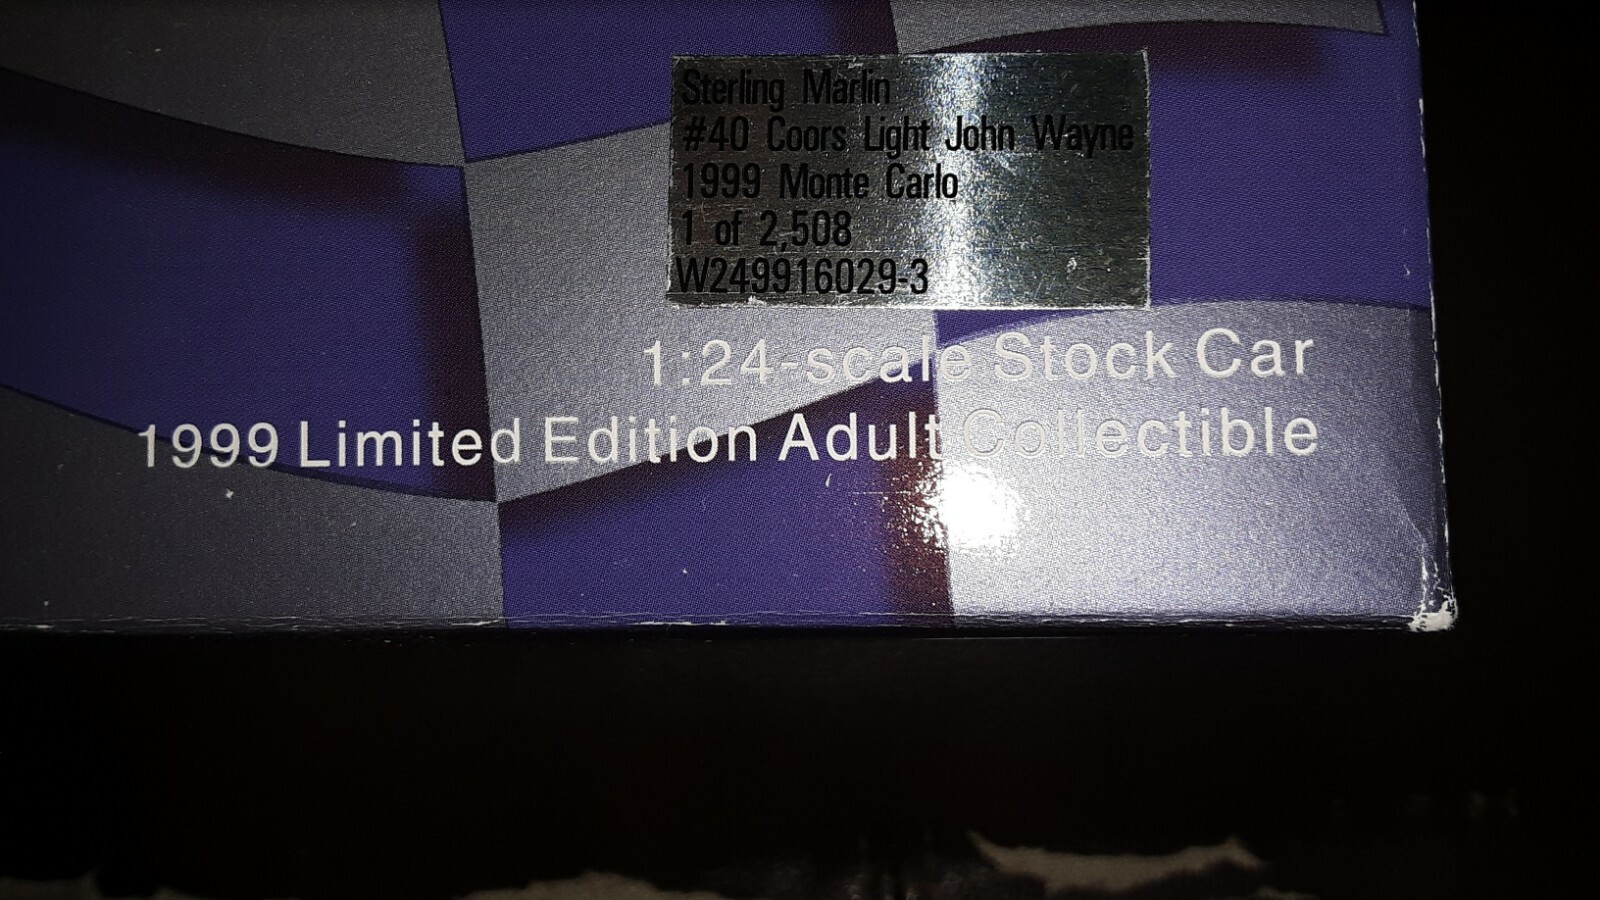 Sterling Marlin
#40 Coors Light John Wayne
1999 Monte Carlo
1 of 2,508
W249916029-3
1:24-scale Stock Car
1999 Limited Edition Adult Collectible